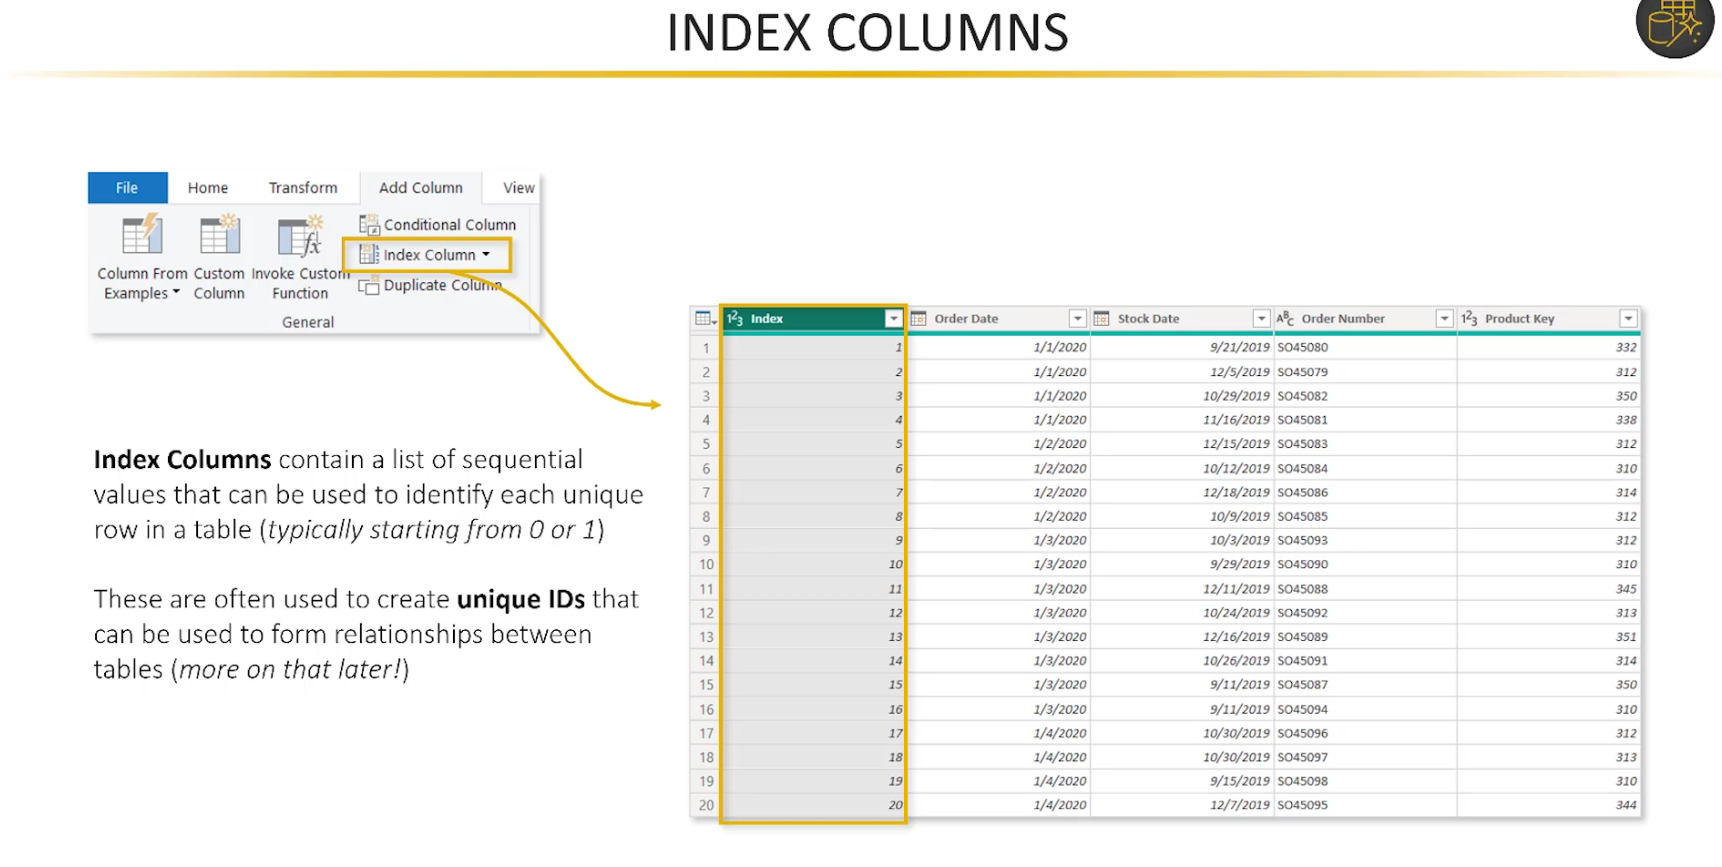 INDEX COLUMNS
File Home Transform Add Column View
Column From Examples
Custom Column
Invoke Custom Function
Conditional Column
Index Column
Duplicate Column
General
Index Columns contain a list of sequential
values that can be used to identify each unique
row in a table (typically starting from 0 or 1)
These are often used to create unique IDs that
can be used to form relationships between
tables (more on that later!)
1²3 Index Order Date Stock Date ABC Order Number 1²3 Product Key
1 1 1/1/2020 9/21/2019 SO45080 332
2 2 1/1/2020 12/5/2019 SO45079 312
3 3 1/1/2020 10/29/2019 SO45082 350
4 4 1/1/2020 11/16/2019 SO45081 338
5 5 1/2/2020 12/15/2019 SO45083 312
6 6 1/2/2020 10/12/2019 SO45084 310
7 7 1/2/2020 12/18/2019 SO45086 314
8 8 1/2/2020 10/9/2019 SO45085 312
9 9 1/3/2020 10/3/2019 SO45093 312
10 10 1/3/2020 9/29/2019 SO45090 310
11 11 1/3/2020 12/11/2019 SO45088 345
12 12 1/3/2020 10/24/2019 SO45092 313
13 13 1/3/2020 12/16/2019 SO45089 351
14 14 1/3/2020 10/26/2019 SO45091 314
15 15 1/3/2020 9/11/2019 SO45087 350
16 16 1/3/2020 9/11/2019 SO45094 310
17 17 1/4/2020 10/30/2019 SO45096 312
18 18 1/4/2020 10/30/2019 SO45097 313
19 19 1/4/2020 9/15/2019 SO45098 310
20 20 1/4/2020 12/7/2019 SO45095 344